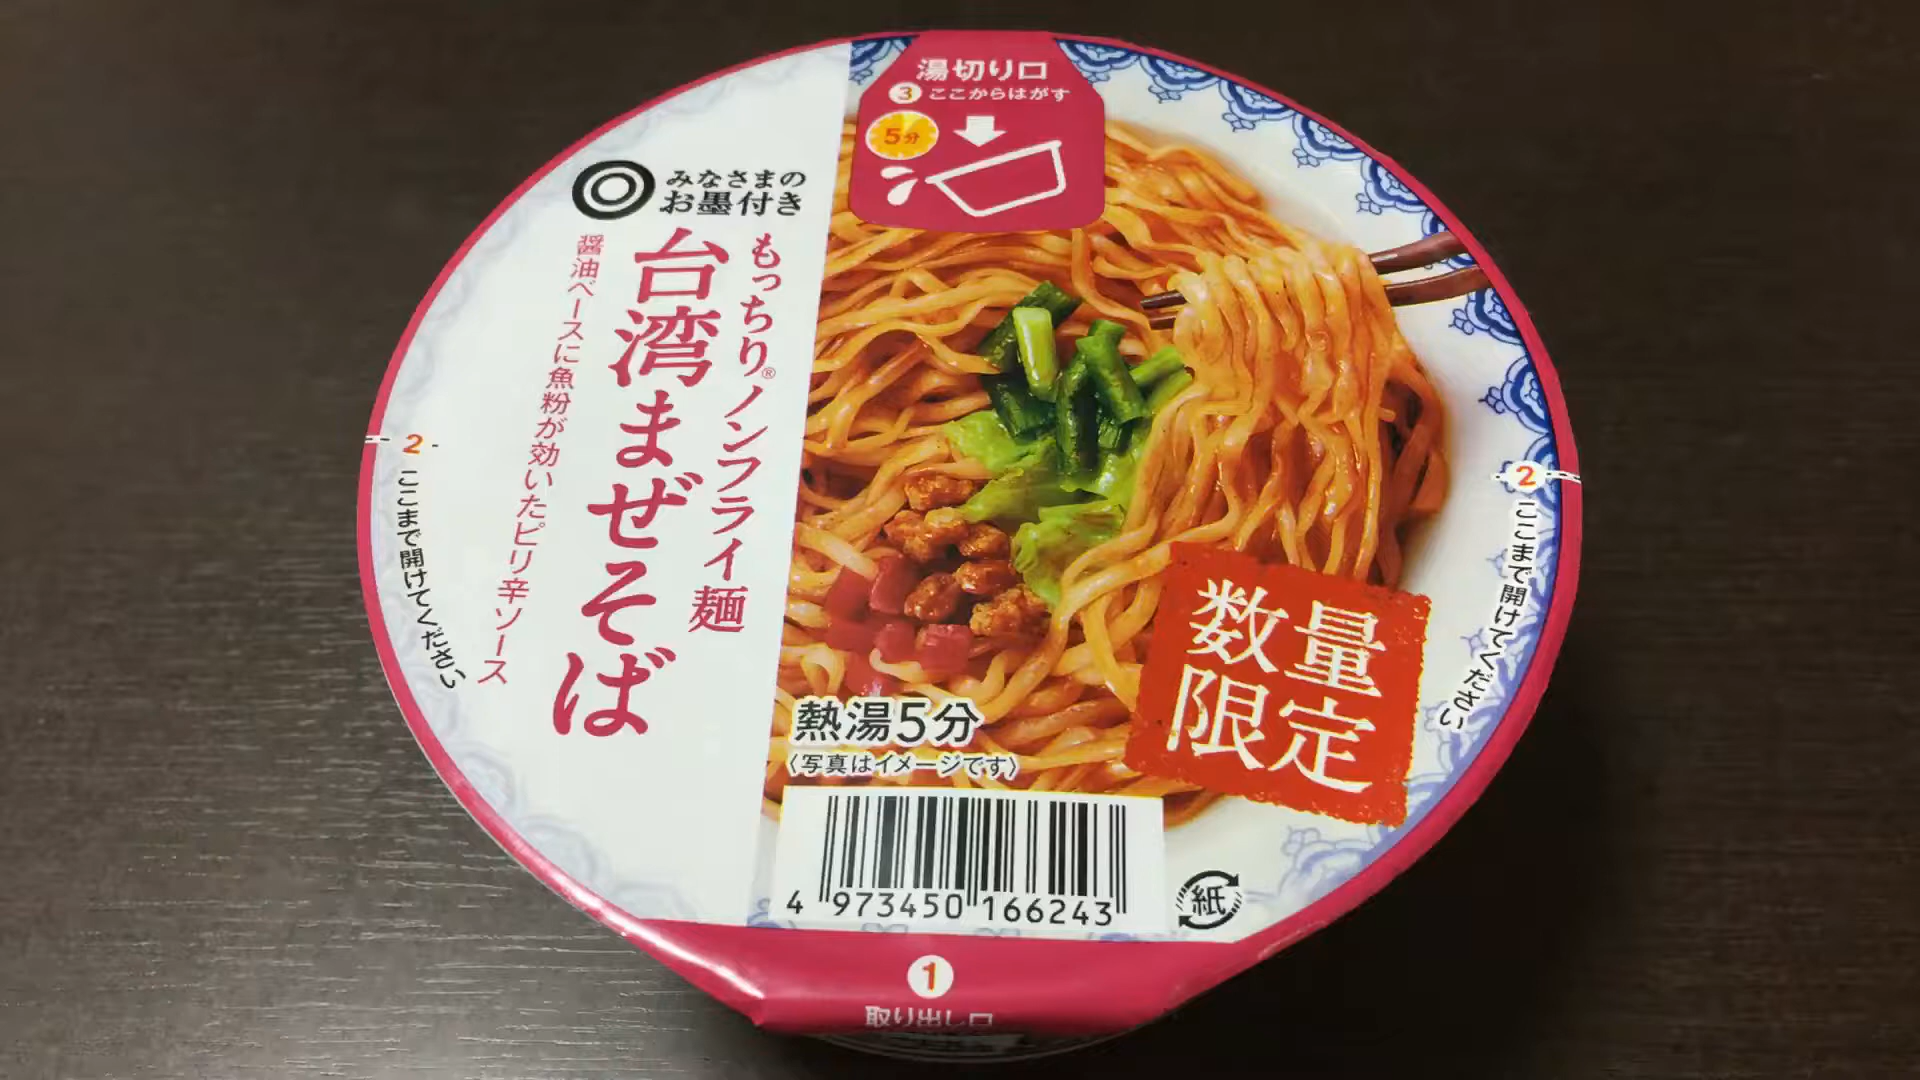 湯切り口
3 ここからはがす
5分
みなさまの
お墨付き
もっちり®ノンフライ麺
台湾まぜそば
醤油ベースに魚粉が効いたピリ辛ソース
2 ここまで開けてください
2 ここまで開けてください
数量
限定
熱湯5分
〈写真はイメージです〉
4 973450 166243
紙
1
取り出し口